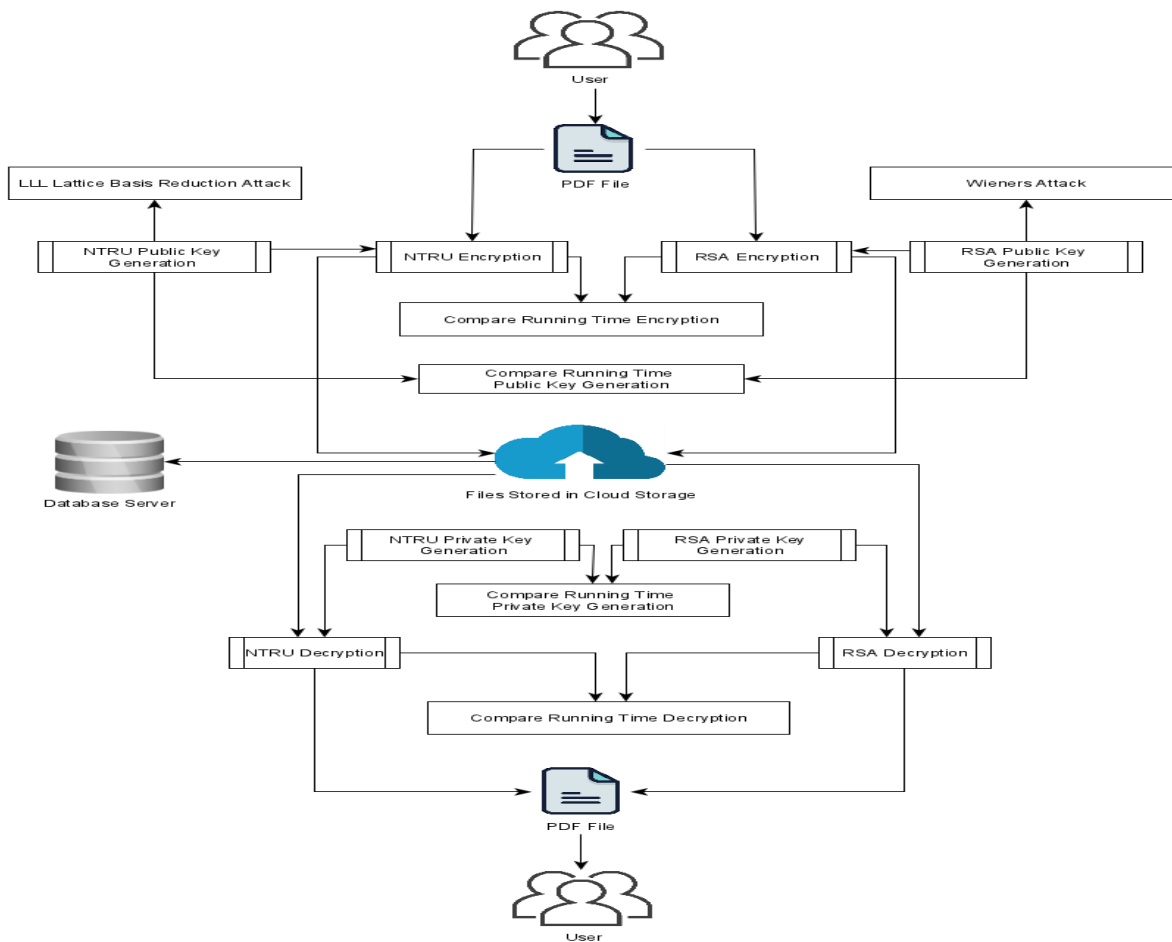 User
PDF File
LLL Lattice Basis Reduction Attack
Wieners Attack
NTRU Public Key
Generation
NTRU Encryption
RSA Encryption
RSA Public Key
Generation
Compare Running Time Encryption
Compare Running Time
Public Key Generation
Database Server
Files Stored in Cloud Storage
NTRU Private Key
Generation
RSA Private Key
Generation
Compare Running Time
Private Key Generation
NTRU Decryption
RSA Decryption
Compare Running Time Decryption
PDF File
User